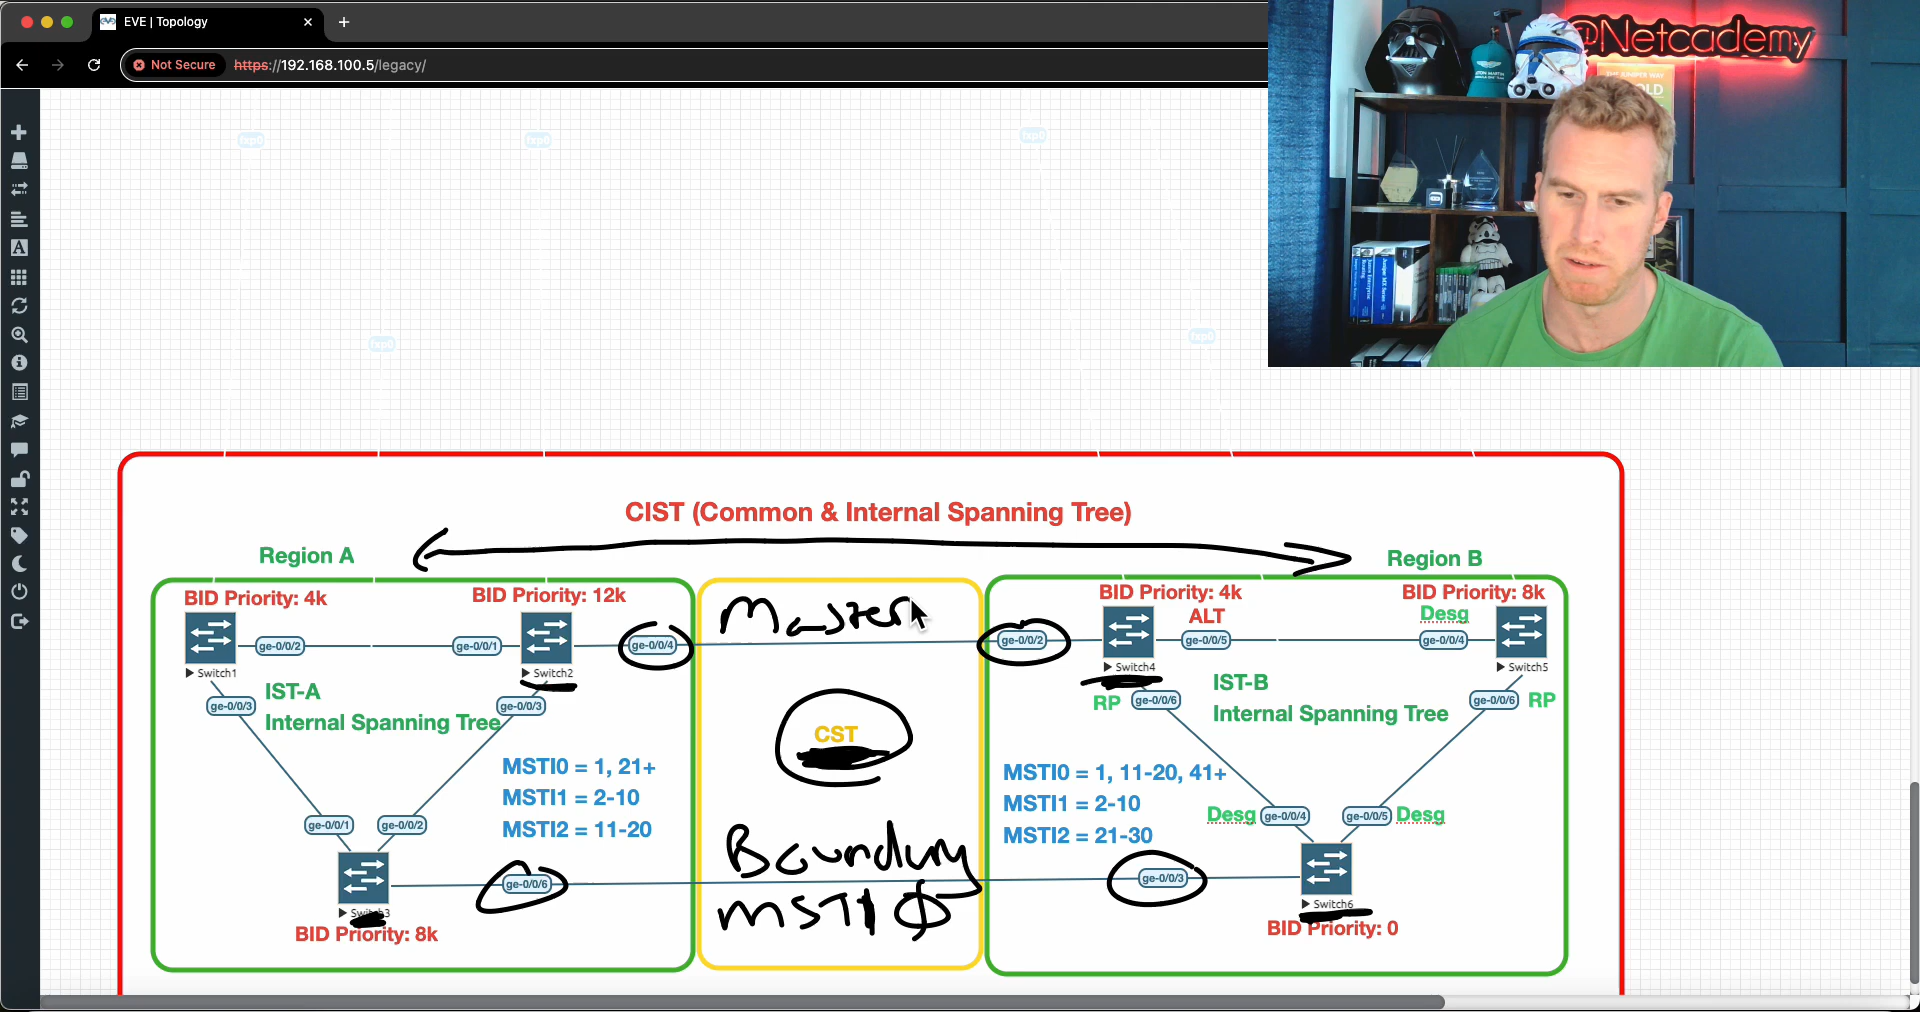 EVE | Topology
Not Secure https://192.168.100.5/legacy/
@Netcademy
fxp0
fxp0
fxp0
fxp0
fxp0
CIST (Common & Internal Spanning Tree)
Region A
Region B
BID Priority: 4k
BID Priority: 12k
Master
BID Priority: 4k
BID Priority: 8k
ALT
Desg
ge-0/0/2
ge-0/0/1
ge-0/0/4
ge-0/0/2
ge-0/0/5
ge-0/0/4
Switch1
Switch2
Switch4
Switch5
IST-A
Internal Spanning Tree
ge-0/0/3
ge-0/0/3
RP
ge-0/0/6
IST-B
Internal Spanning Tree
ge-0/0/6
RP
CST
MSTI0 = 1, 21+
MSTI1 = 2-10
MSTI2 = 11-20
MSTI0 = 1, 11-20, 41+
MSTI1 = 2-10
MSTI2 = 21-30
ge-0/0/1
ge-0/0/2
Desg
ge-0/0/4
ge-0/0/5
Desg
Boundary
MSTI 0
ge-0/0/6
ge-0/0/3
Switch3
BID Priority: 8k
Switch6
BID Priority: 0